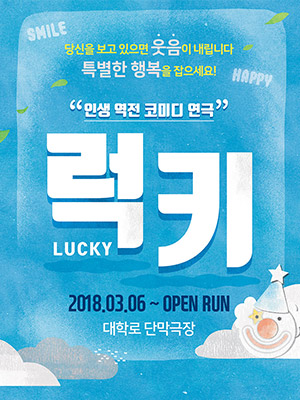 SMILE
당신을 보고 있으면 웃음이 내립니다
특별한 행복을 잡으세요!
HAPPY
“인생 역전 코미디 연극”
럭키
LUCKY
2018.03.06 ~ OPEN RUN
대학로 단막극장